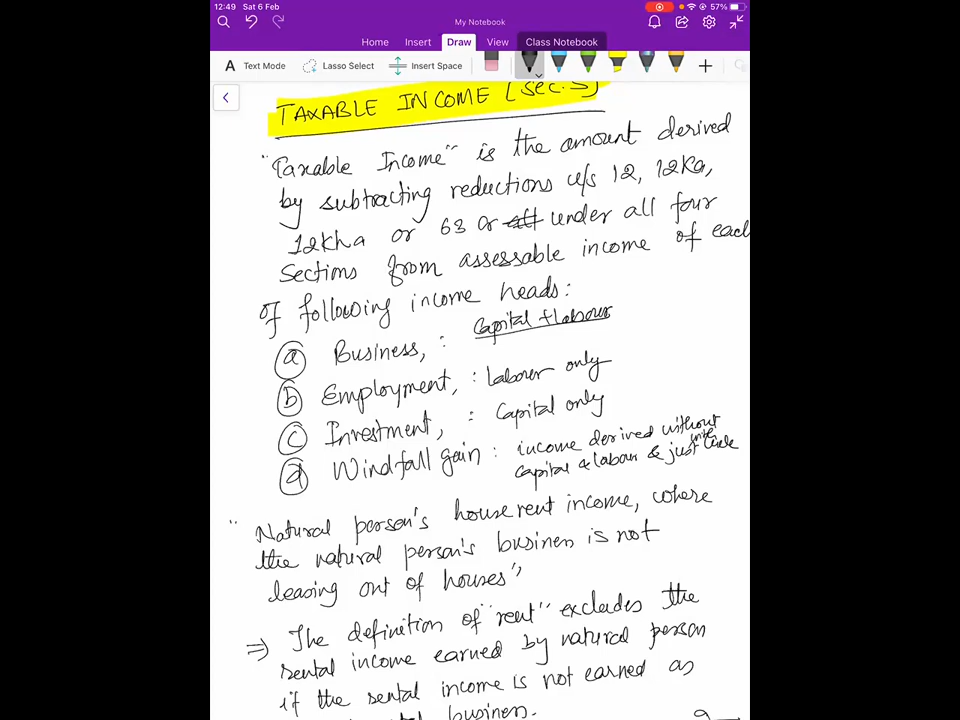 12:49 Sat 6 Feb
57%
My Notebook
Home Insert Draw View Class Notebook
Text Mode Lasso Select Insert Space
TAXABLE INCOME (Sec.5)
"Taxable Income" is the amount derived
by subtracting reductions u/s 12, 12Ka,
12Kha or 63 or under all four
Sections from assessable income of each
of following income heads:
(a) Business, : Capital + labour
(b) Employment, : labour only
(c) Investment, : Capital only
(d) Windfall gain : income derived without
capital & labour & just with luck
"Natural person's house rent income, where
the natural person's business is not
leasing out of houses"
⇒ The definition of "rent" excludes the
rental income earned by natural person
if the rental income is not earned as
business.